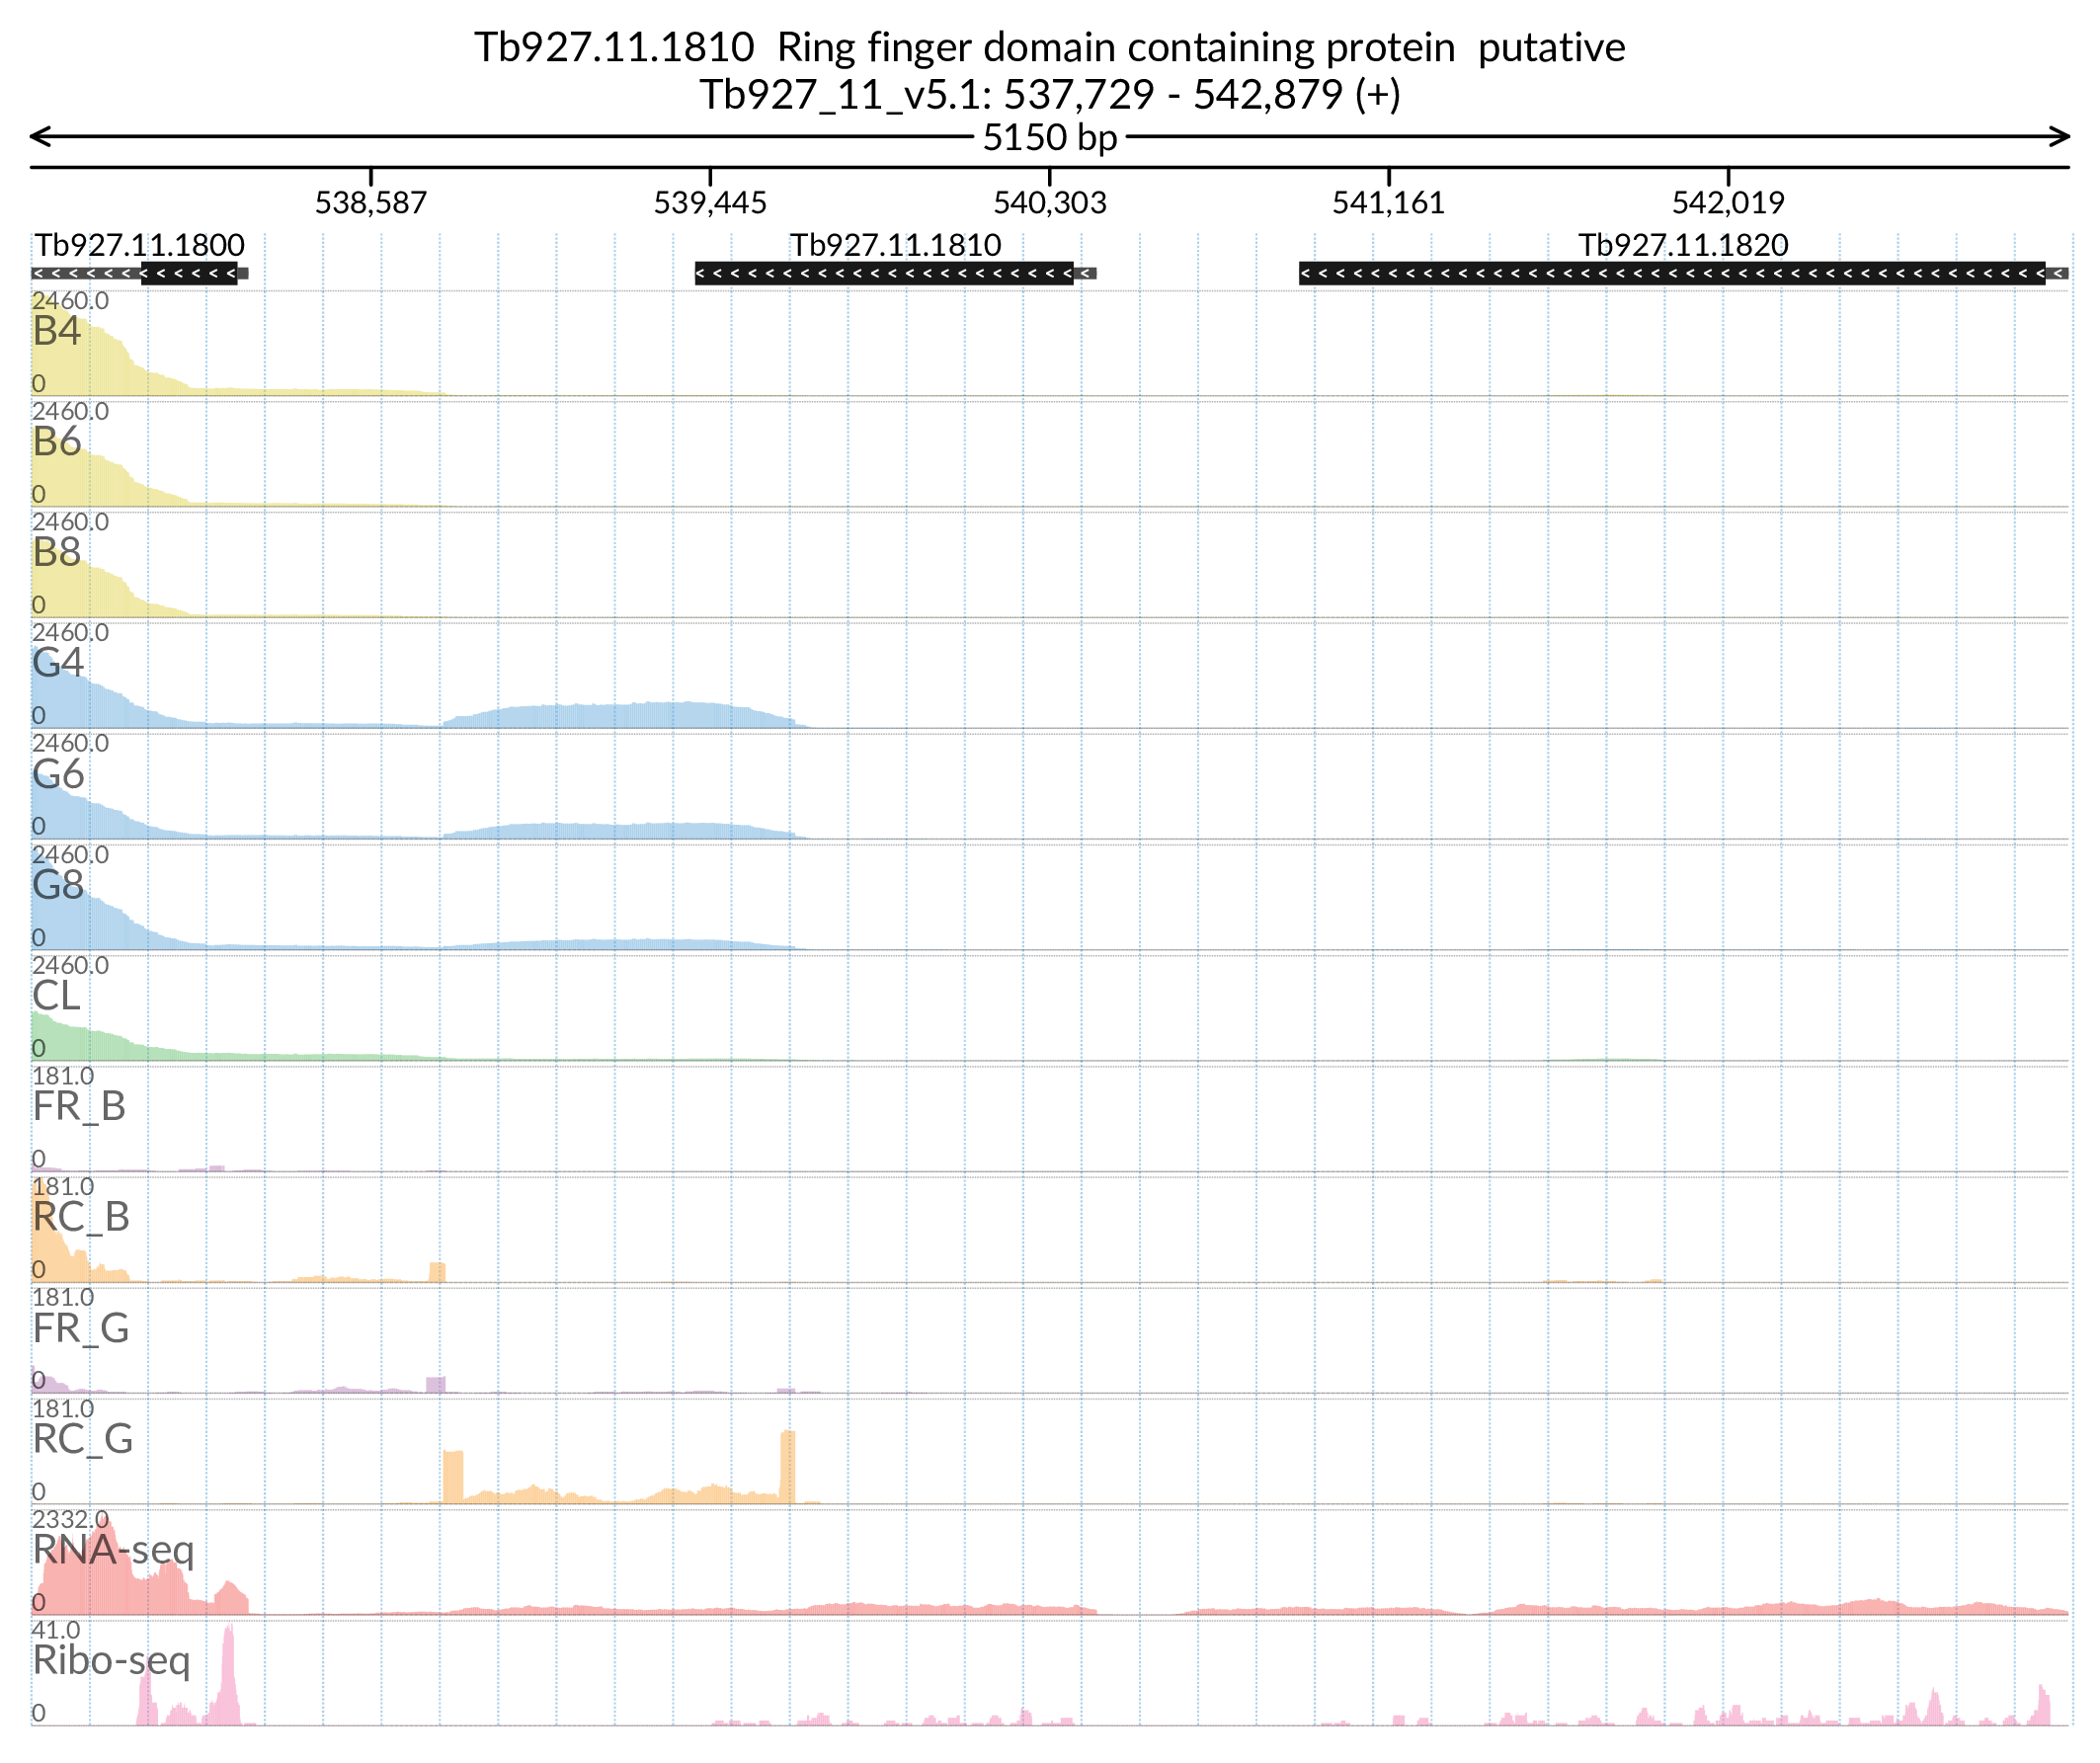 Tb927.11.1810  Ring finger domain containing protein  putative
Tb927_11_v5.1: 537,729 - 542,879 (+)
5150 bp
538,587 539,445 540,303 541,161 542,019
Tb927.11.1800 Tb927.11.1810 Tb927.11.1820
2460.0
B4
0
2460.0
B6
0
2460.0
B8
0
2460.0
G4
0
2460.0
G6
0
2460.0
G8
0
2460.0
CL
0
181.0
FR_B
0
181.0
RC_B
0
181.0
FR_G
0
181.0
RC_G
0
2332.0
RNA-seq
0
41.0
Ribo-seq
0